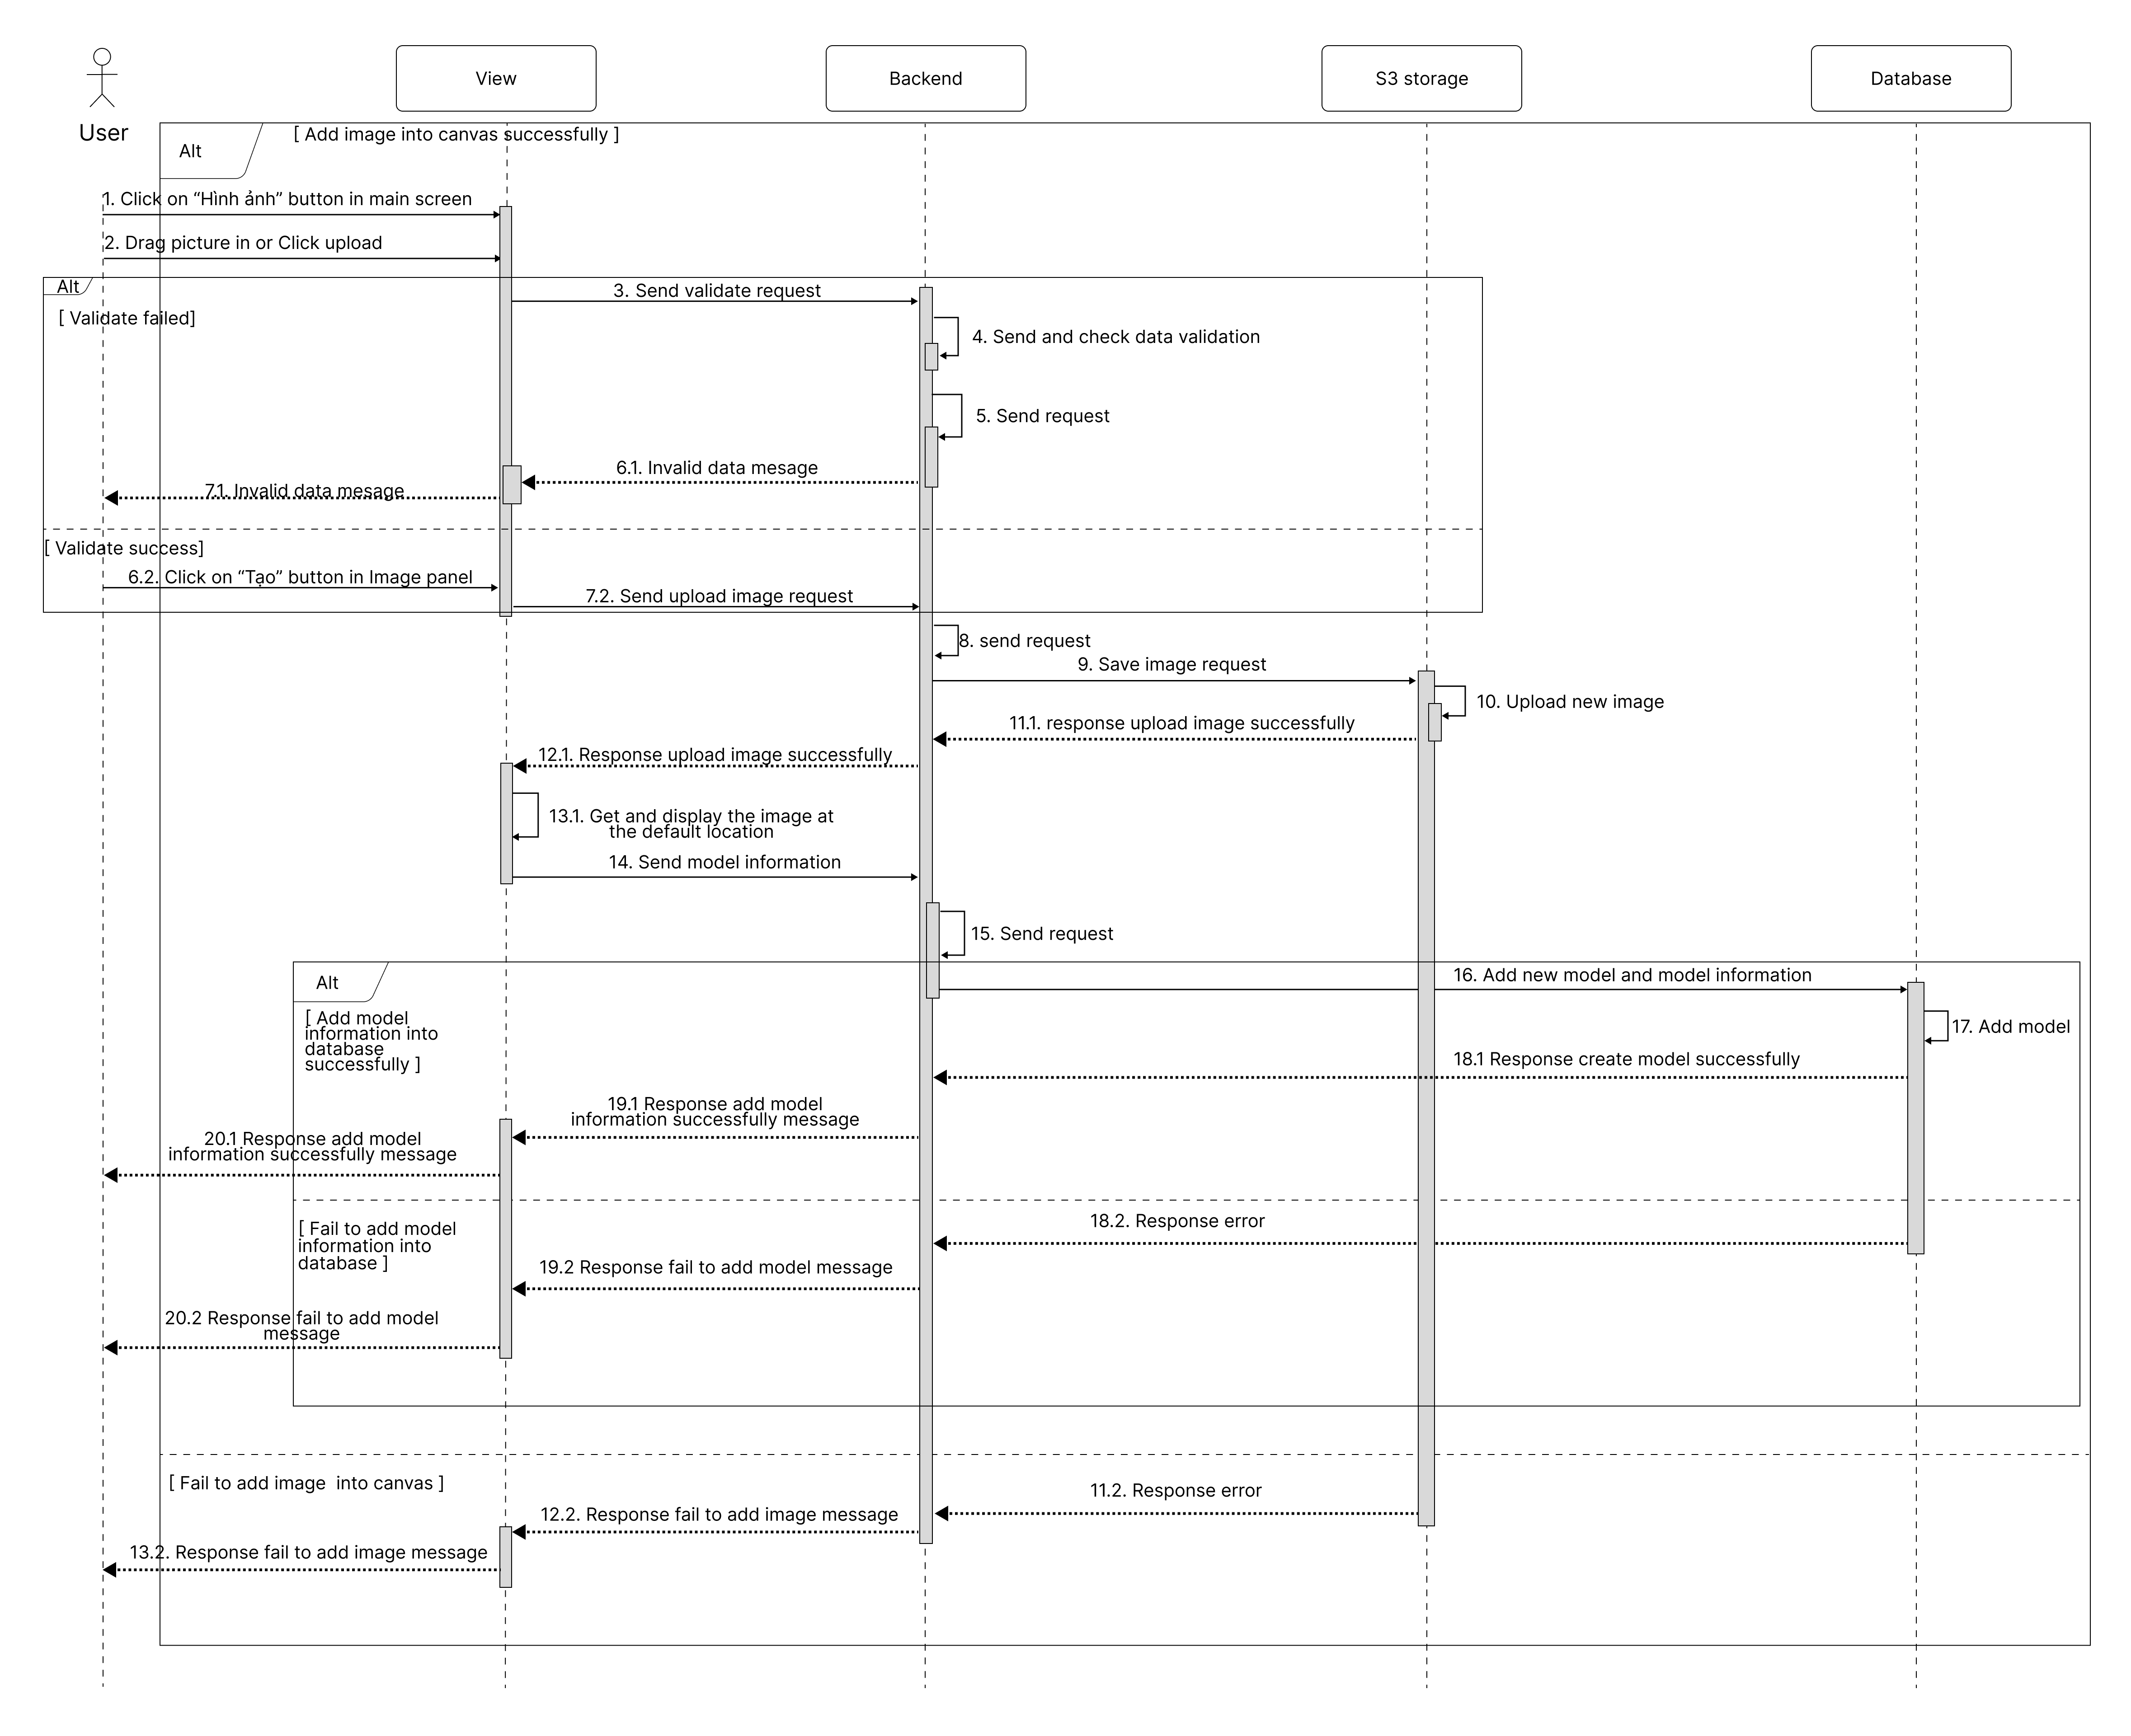 User
View
Backend
S3 storage
Database
Alt
[ Add image into canvas successfully ]
1. Click on “Hình ảnh” button in main screen
2. Drag picture in or Click upload
Alt
[ Validate failed]
3. Send validate request
4. Send and check data validation
5. Send request
6.1. Invalid data mesage
7.1. Invalid data mesage
[ Validate success]
6.2. Click on “Tạo” button in Image panel
7.2. Send upload image request
8. send request
9. Save image request
10. Upload new image
11.1. response upload image successfully
12.1. Response upload image successfully
13.1. Get and display the image at
the default location
14. Send model information
15. Send request
Alt
16. Add new model and model information
[ Add model
information into
database
successfully ]
17. Add model
18.1 Response create model successfully
19.1 Response add model
information successfully message
20.1 Response add model
information successfully message
[ Fail to add model
information into
database ]
18.2. Response error
19.2 Response fail to add model message
20.2 Response fail to add model
message
[ Fail to add image  into canvas ]
11.2. Response error
12.2. Response fail to add image message
13.2. Response fail to add image message